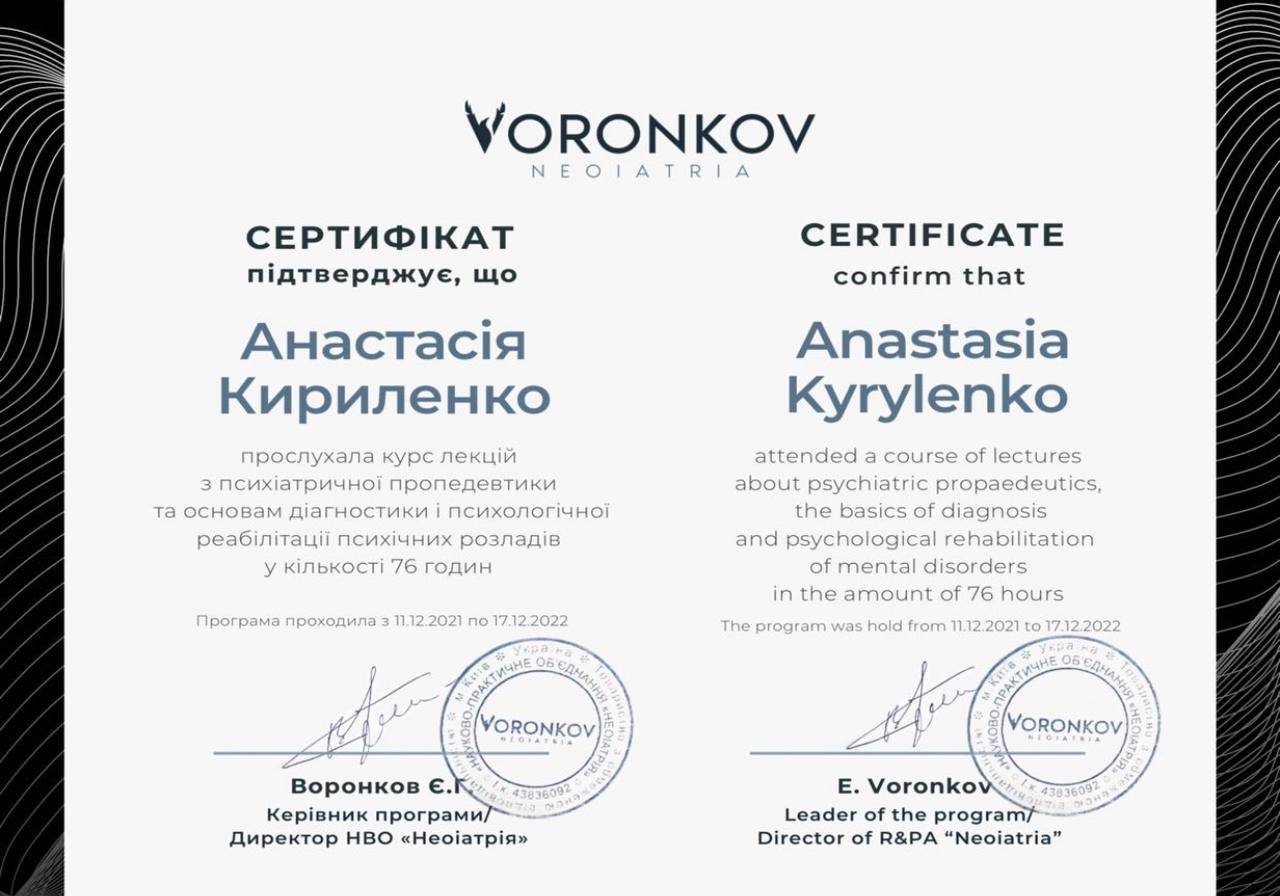 VORONKOV
NEOIATRIA
СЕРТИФІКАТ
підтверджує, що
Анастасія
Кириленко
прослухала курс лекцій
з психіатричної пропедевтики
та основам діагностики і психологічної
реабілітації психічних розладів
у кількості 76 годин
Програма проходила з 11.12.2021 по 17.12.2022
Воронков Є.
Керівник програми/
Директор НВО «Неоіатрія»
CERTIFICATE
confirm that
Anastasia
Kyrylenko
attended a course of lectures
about psychiatric propaedeutics,
the basics of diagnosis
and psychological rehabilitation
of mental disorders
in the amount of 76 hours
The program was hold from 11.12.2021 to 17.12.2022
E. Voronkov
Leader of the program/
Director of R&PA “Neoiatria”
м Київ * Україна * Товариство з обмеженою
НАУКОВО-ПРАКТИЧНЕ ОБ'ЄДНАННЯ «НЕОІАТРІЯ»
і.к. 43836092
VORONKOV
NEOIATRIA
м Київ * Україна * Товариство з обмеженою
НАУКОВО-ПРАКТИЧНЕ ОБ'ЄДНАННЯ «НЕОІАТРІЯ»
і.к. 43836092
VORONKOV
NEOIATRIA